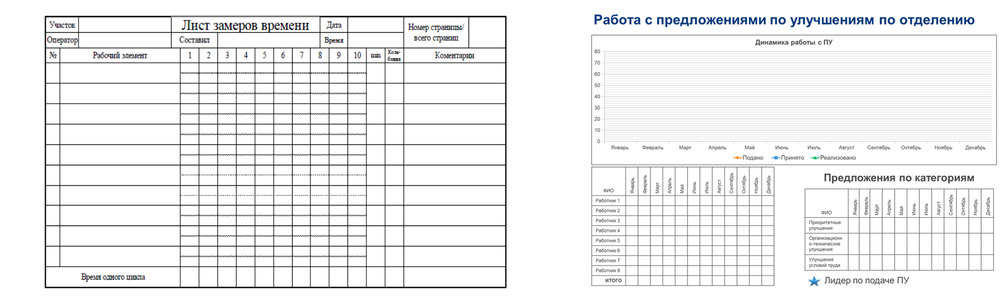 Участок
Лист замеров времени
Дата
Номер страницы/
всего страниц
Оператор
Составил
Время
№
Рабочий элемент
1 2 3 4 5 6 7 8 9 10
min
Коле-
бания
Коментарии
Время одного цикла
Работа с предложениями по улучшениям по отделению
Динамика работы с ПУ
80
70
60
50
40
30
20
10
0
Январь Февраль Март Апрель Май Июнь Июль Август Сентябрь Октябрь Ноябрь Декабрь
Подано Принято Реализовано
ФИО Январь Февраль Март Апрель Май Июнь Июль Август Сентябрь Октябрь Ноябрь Декабрь
Работник 1
Работник 2
Работник 3
Работник 4
Работник 5
Работник 6
Работник 7
Работник 8
ИТОГО
Предложения по категориям
ФИО Январь Февраль Март Апрель Май Июнь Июль Август Сентябрь Октябрь Ноябрь Декабрь
Приоритетные
улучшения
Организационн
о-технические
улучшения
Улучшения
условий труда
Лидер по подаче ПУ